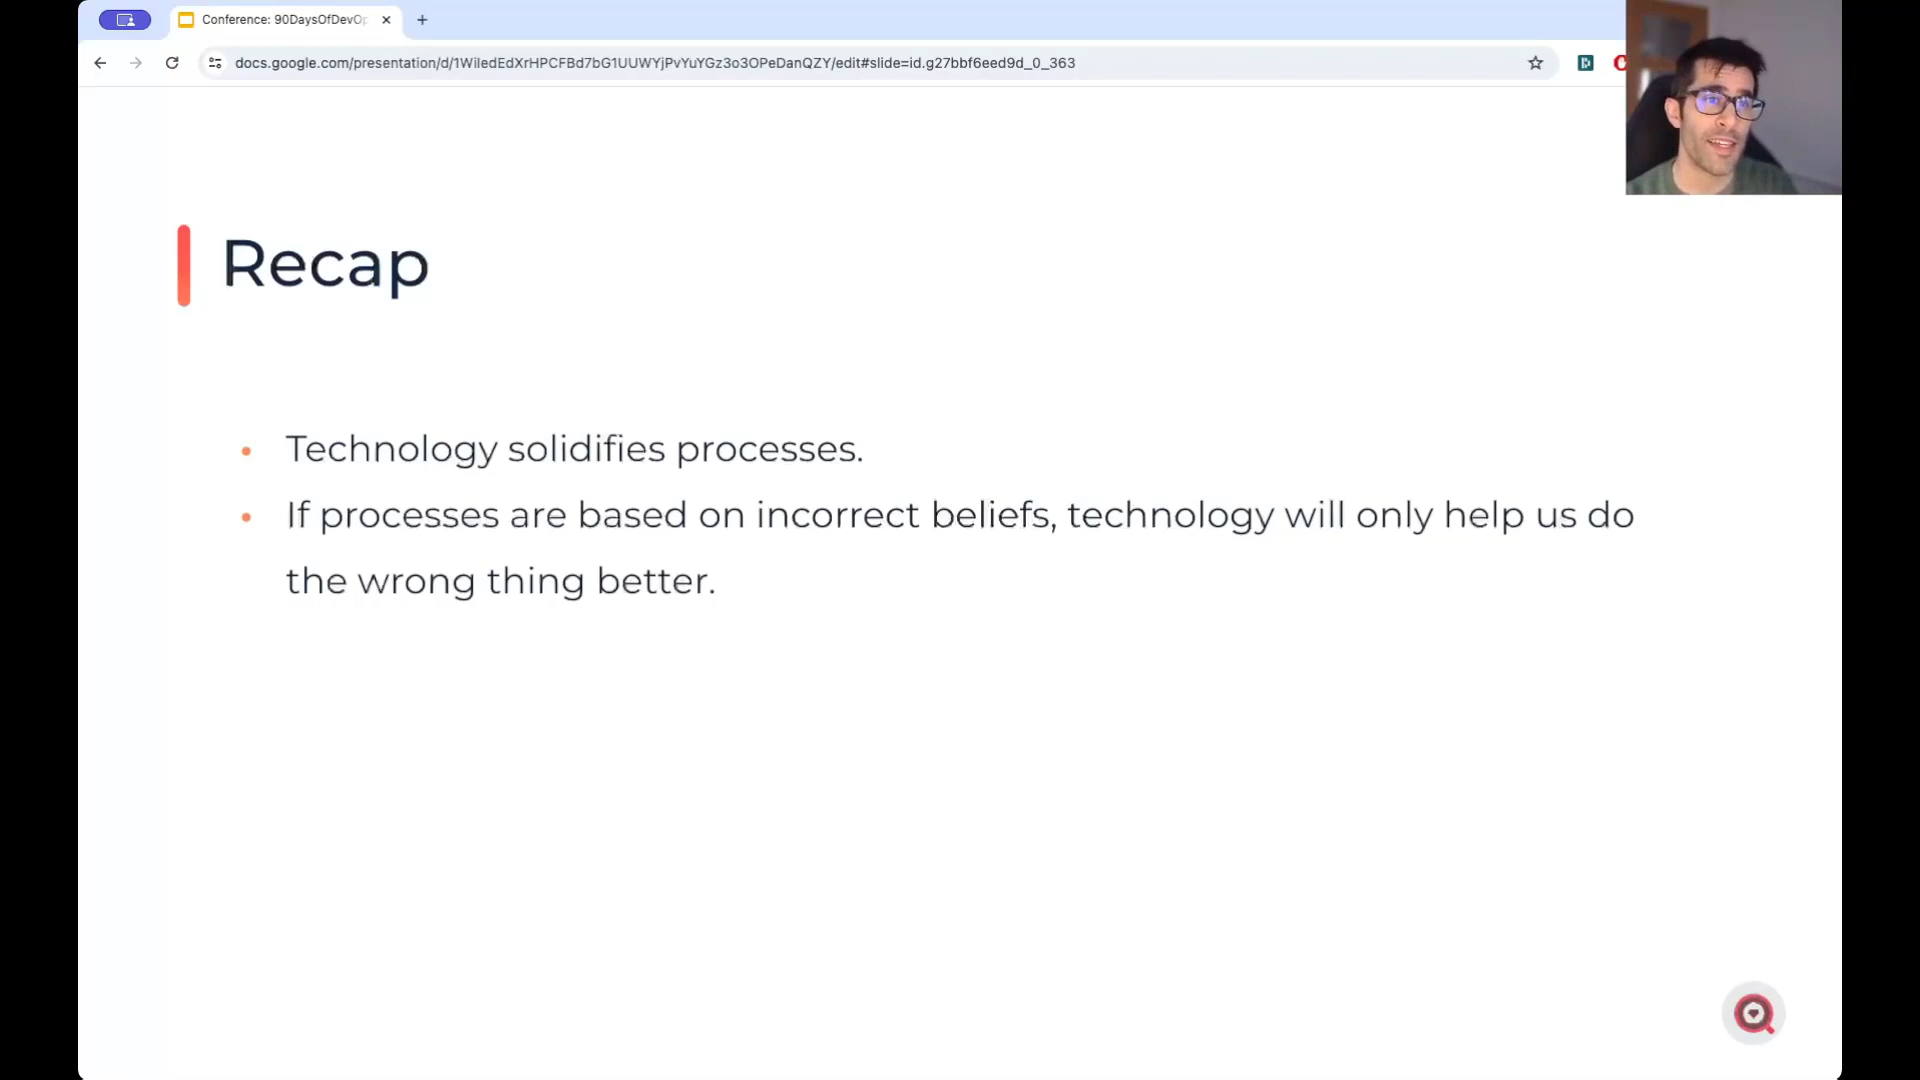 Conference: 90DaysOfDevOp
docs.google.com/presentation/d/1WiledEdXrHPCFBd7bG1UUWYjPvYuYGz3o3OPeDanQZY/edit#slide=id.g27bbf6eed9d_0_363
Recap
• Technology solidifies processes.
• If processes are based on incorrect beliefs, technology will only help us do
the wrong thing better.